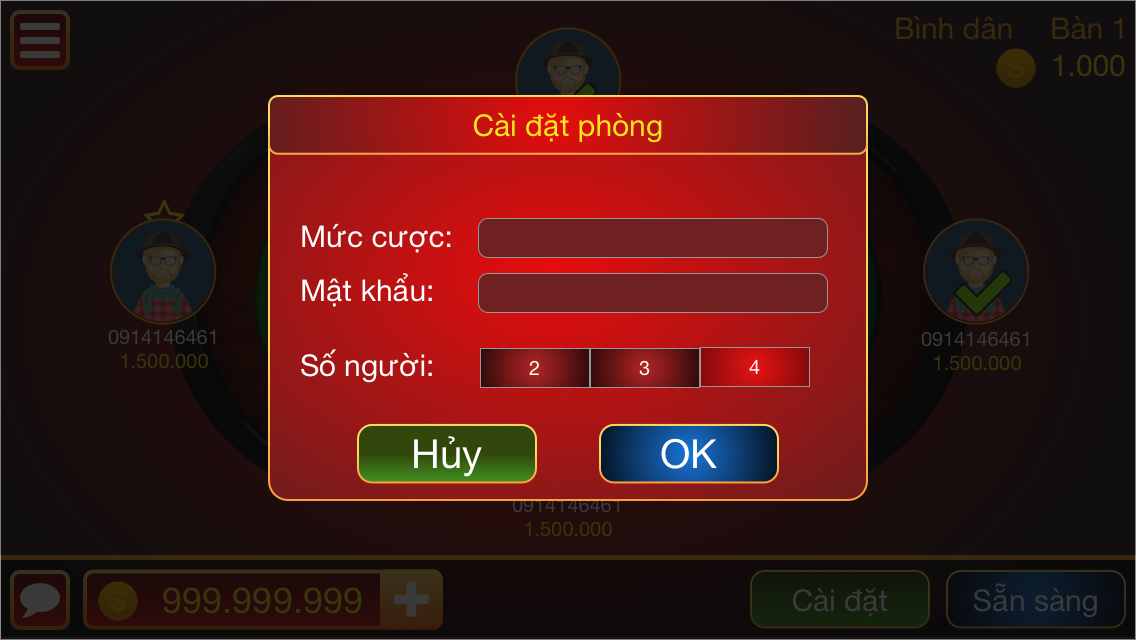 Bình dân Bàn 1
1.000
Cài đặt phòng
Mức cược:
Mật khẩu:
Số người: 2 3 4
Hủy OK
0914146461
1.500.000
0914146461
1.500.000
0914146461
1.500.000
999.999.999
Cài đặt Sẵn sàng